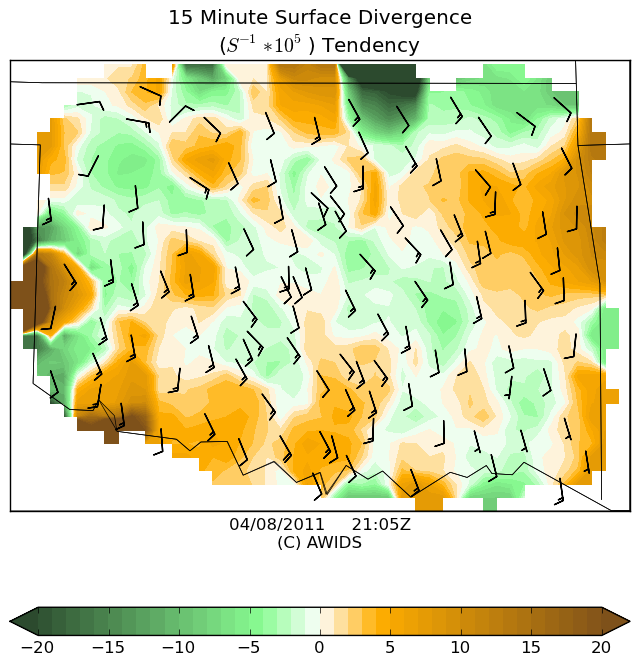 15 Minute Surface Divergence
(S⁻¹ * 10⁵ ) Tendency
04/08/2011 21:05Z
(C) AWIDS
−20 −15 −10 −5 0 5 10 15 20